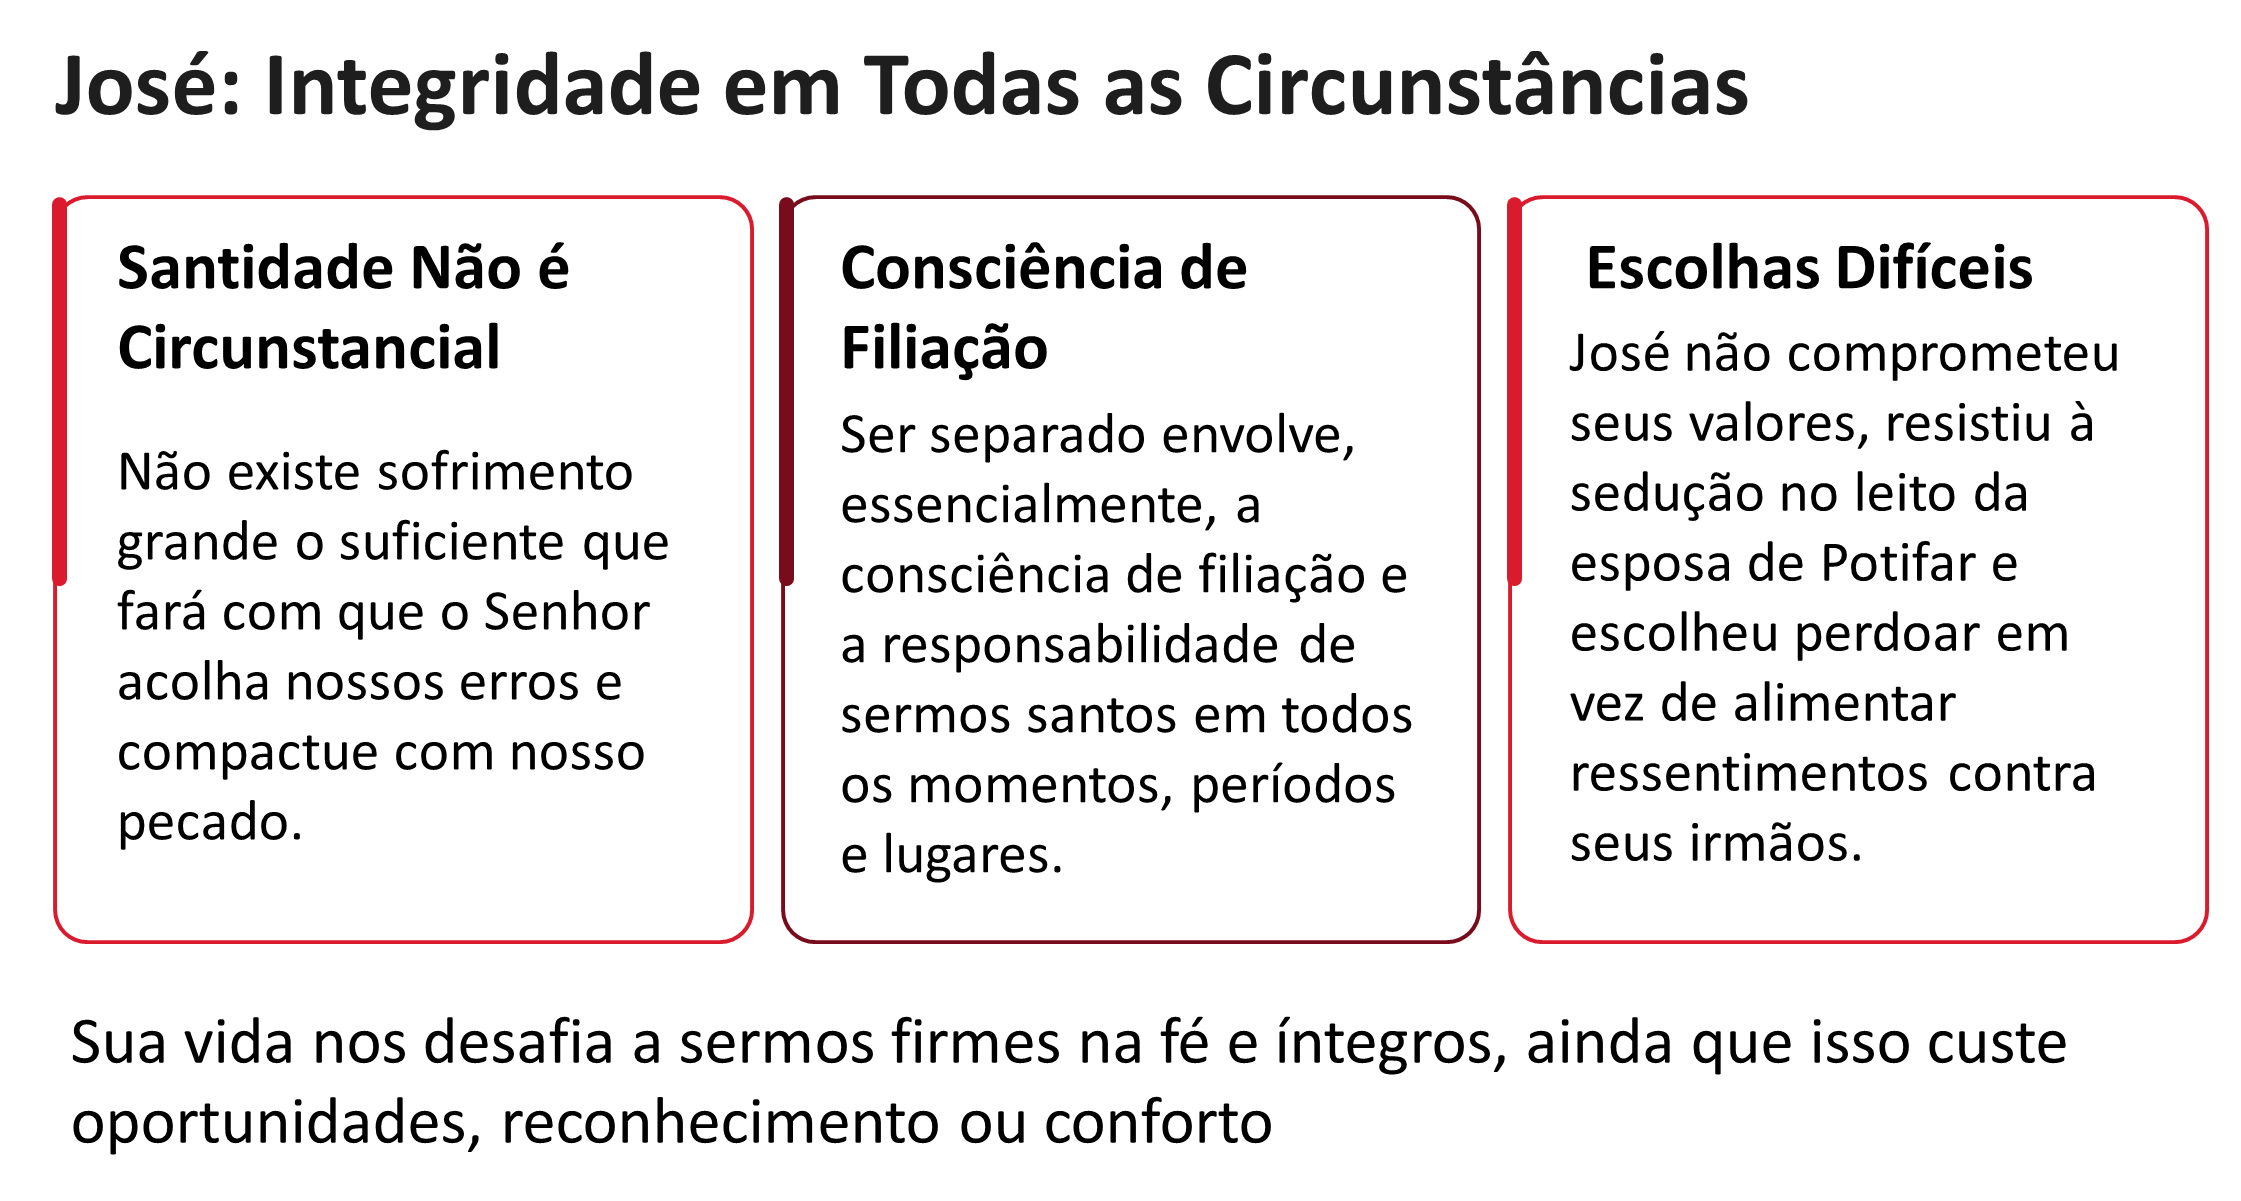 José: Integridade em Todas as Circunstâncias
Santidade Não é
Circunstancial
Não existe sofrimento
grande o suficiente que
fará com que o Senhor
acolha nossos erros e
compactue com nosso
pecado.
Consciência de
Filiação
Ser separado envolve,
essencialmente, a
consciência de filiação e
a responsabilidade de
sermos santos em todos
os momentos, períodos
e lugares.
Escolhas Difíceis
José não comprometeu
seus valores, resistiu à
sedução no leito da
esposa de Potifar e
escolheu perdoar em
vez de alimentar
ressentimentos contra
seus irmãos.
Sua vida nos desafia a sermos firmes na fé e íntegros, ainda que isso custe
oportunidades, reconhecimento ou conforto